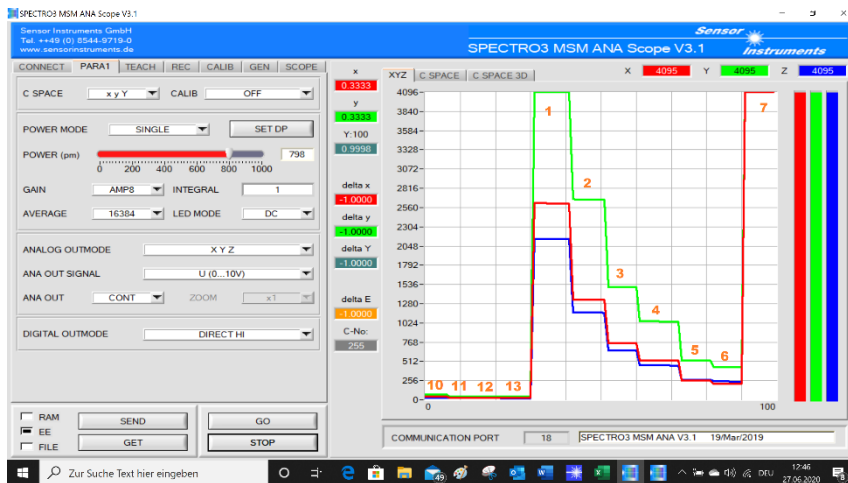 SPECTRO3 MSM ANA Scope V3.1
Sensor Instruments GmbH
Tel. ++49 (0) 8544-9719-0
www.sensorinstruments.de
SPECTRO3 MSM ANA Scope V3.1
Sensor
Instruments
CONNECT PARA1 TEACH REC CALIB GEN SCOPE
C SPACE x y Y CALIB OFF
POWER MODE SINGLE SET DP
POWER (pm) 798
0 200 400 600 800 1000
GAIN AMP8 INTEGRAL 1
AVERAGE 16384 LED MODE DC
ANALOG OUTMODE X Y Z
ANA OUT SIGNAL U (0...10V)
ANA OUT CONT ZOOM x1
DIGITAL OUTMODE DIRECT HI
RAM
EE
FILE
SEND GO
GET STOP
x
0.3333
y
0.3333
Y:100
0.9998
delta x
-1.0000
delta y
-1.0000
delta Y
-1.0000
delta E
-1.0000
C-No:
255
XYZ C SPACE C SPACE 3D
X 4095 Y 4095 Z 4095
4096
3840
3584
3328
3072
2816
2560
2304
2048
1792
1536
1280
1024
768
512
256
0
1
2
3
4
5
6
7
10 11 12 13
0 100
COMMUNICATION PORT 18 SPECTRO3 MSM ANA V3.1 19/Mar/2019
Zur Suche Text hier eingeben
49
DEU
12:46
27.06.2020
8